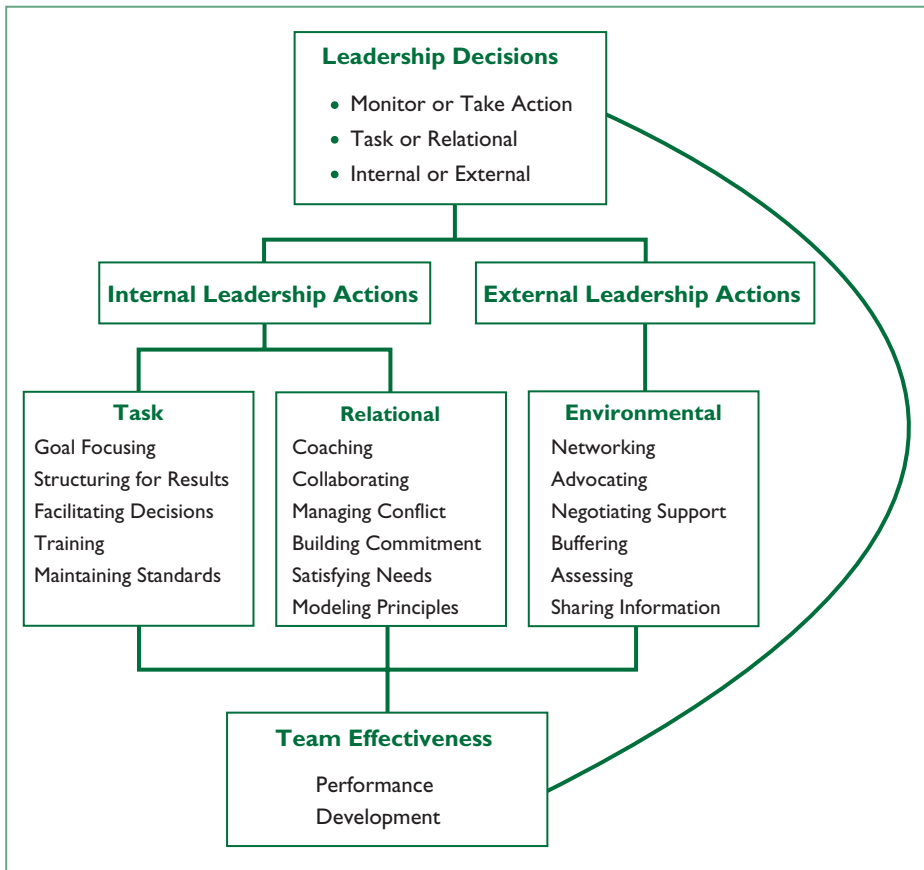 Leadership Decisions
• Monitor or Take Action
• Task or Relational
• Internal or External
Internal Leadership Actions
External Leadership Actions
Task
Goal Focusing
Structuring for Results
Facilitating Decisions
Training
Maintaining Standards
Relational
Coaching
Collaborating
Managing Conflict
Building Commitment
Satisfying Needs
Modeling Principles
Environmental
Networking
Advocating
Negotiating Support
Buffering
Assessing
Sharing Information
Team Effectiveness
Performance
Development